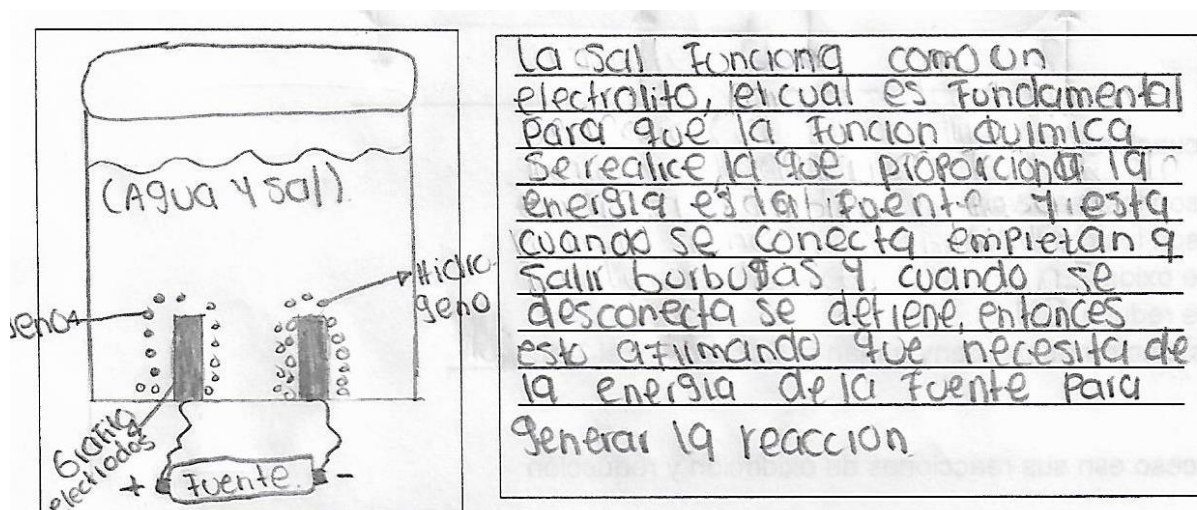 (Agua y sal).
Hidro-
geno
geno
Grafito
electrodos
+ Fuente. -
La sal Funciona como un
electrolito, el cual es Fundamental
Para que la Funcion Quimica
Se realice, la que proporciona la
energia es la Fuente y esta
cuando se conecta empiezan a
Salir burbujas y cuando se
desconecta se detiene, entonces
esto afilmando que necesita de
la energia de la Fuente Para
generar la reaccion